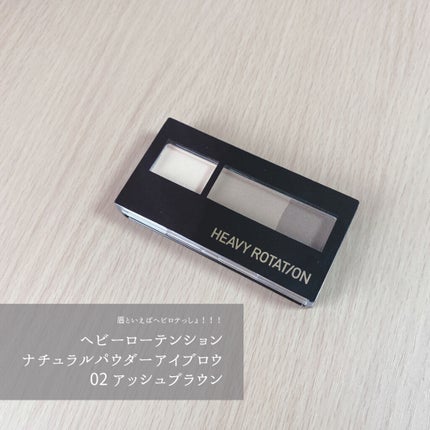 HEAVY ROTATION
眉といえばヘビロテっしょ！！！
ヘビーローテンション
ナチュラルパウダーアイブロウ
02 アッシュブラウン